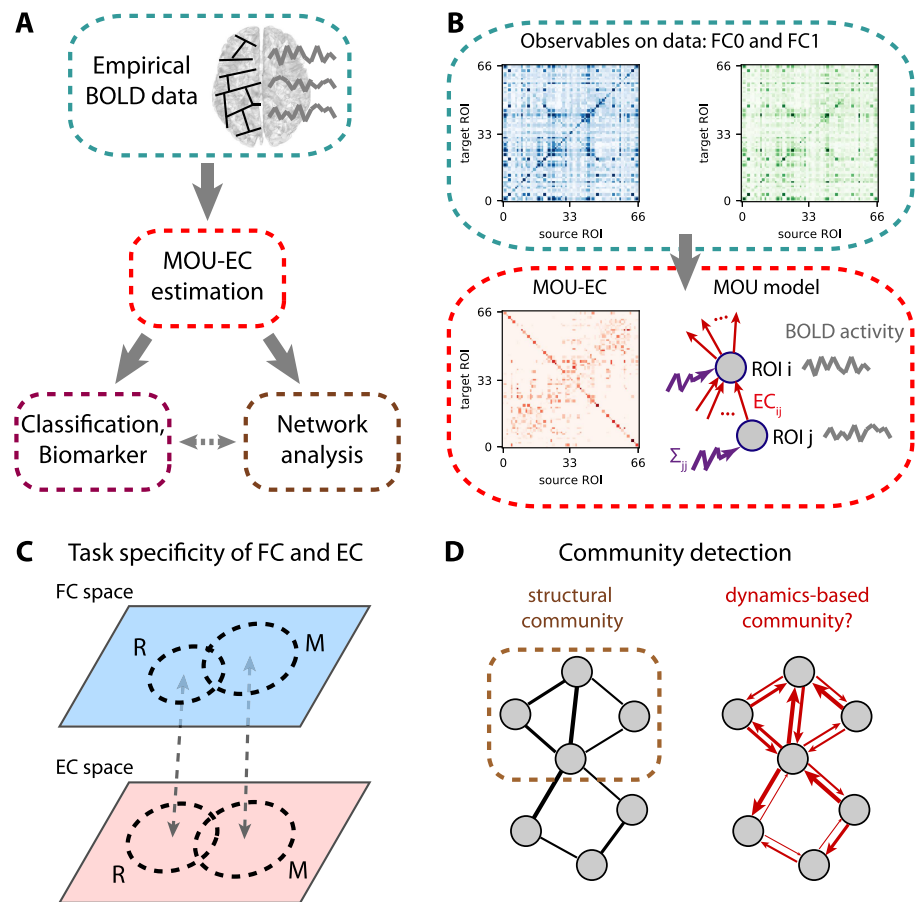 A
Empirical
BOLD data
MOU-EC
estimation
Classification,
Biomarker
Network
analysis
B
Observables on data: FC0 and FC1
66
33
0
target ROI
0
33
66
source ROI
66
33
0
target ROI
0
33
66
source ROI
MOU-EC
66
33
0
target ROI
0
33
66
source ROI
MOU model
...
BOLD activity
ROI i
EC_ij
...
ROI j
Σ_jj
C
Task specificity of FC and EC
FC space
R
M
EC space
R
M
D
Community detection
structural
community
dynamics-based
community?